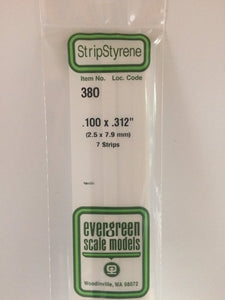 StripStyrene
Item No. Loc. Code
380
.100 x .312"
(2.5 x 7.9 mm)
7 Strips
evergreen
scale models
Woodinville, WA 98072